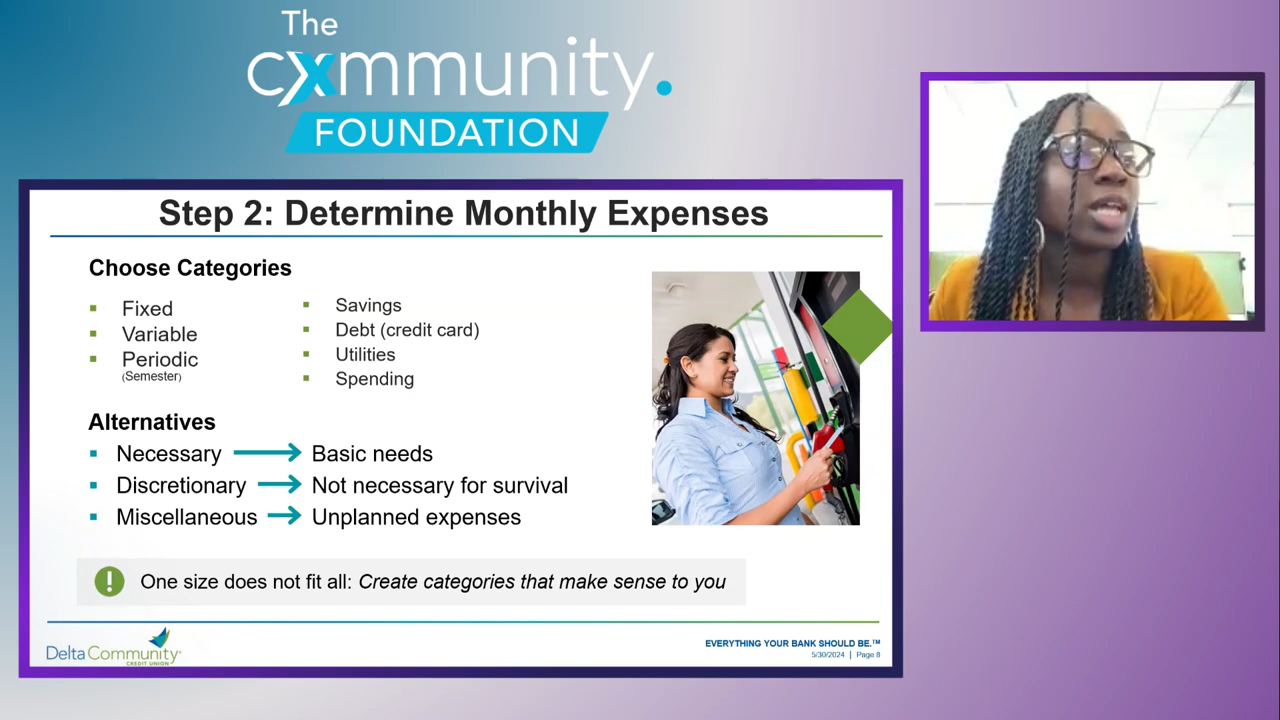 The
cxmmunity.
FOUNDATION
Step 2: Determine Monthly Expenses
Choose Categories
Fixed
Variable
Periodic
(Semester)
Savings
Debt (credit card)
Utilities
Spending
Alternatives
Necessary → Basic needs
Discretionary → Not necessary for survival
Miscellaneous → Unplanned expenses
One size does not fit all: Create categories that make sense to you
Delta Community
CREDIT UNION
EVERYTHING YOUR BANK SHOULD BE.™
5/30/2024 | Page 8